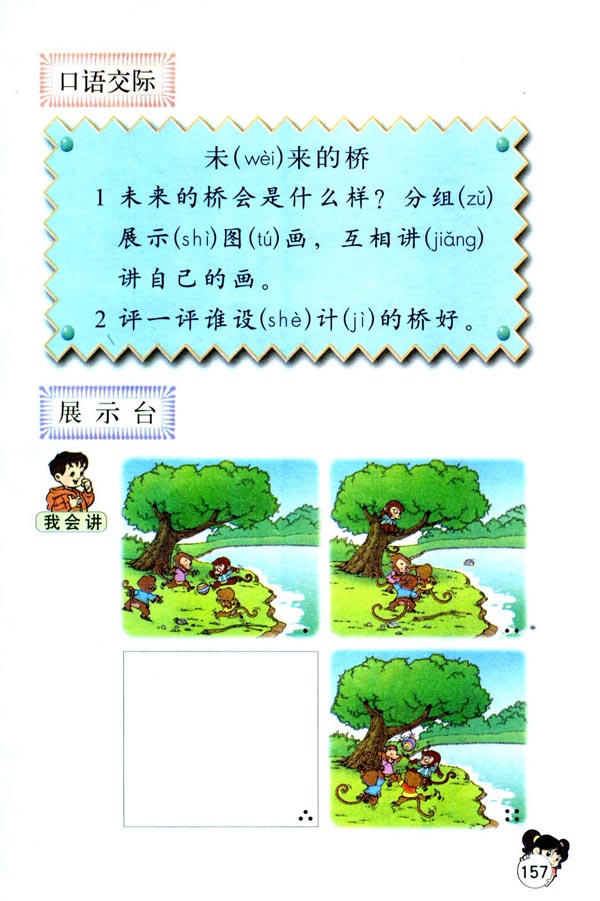 口语交际
未(wèi)来的桥
1 未来的桥会是什么样？分组(zǔ)
展示(shì)图(tú)画，互相讲(jiǎng)
讲自己的画。
2 评一评谁设(shè)计(jì)的桥好。
展示台
我会讲
157